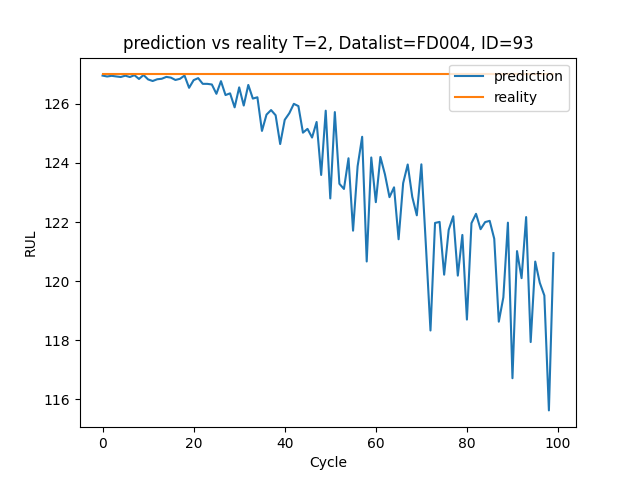 prediction vs reality T=2, Datalist=FD004, ID=93
prediction
reality
RUL
126
124
122
120
118
116
0 20 40 60 80 100
Cycle